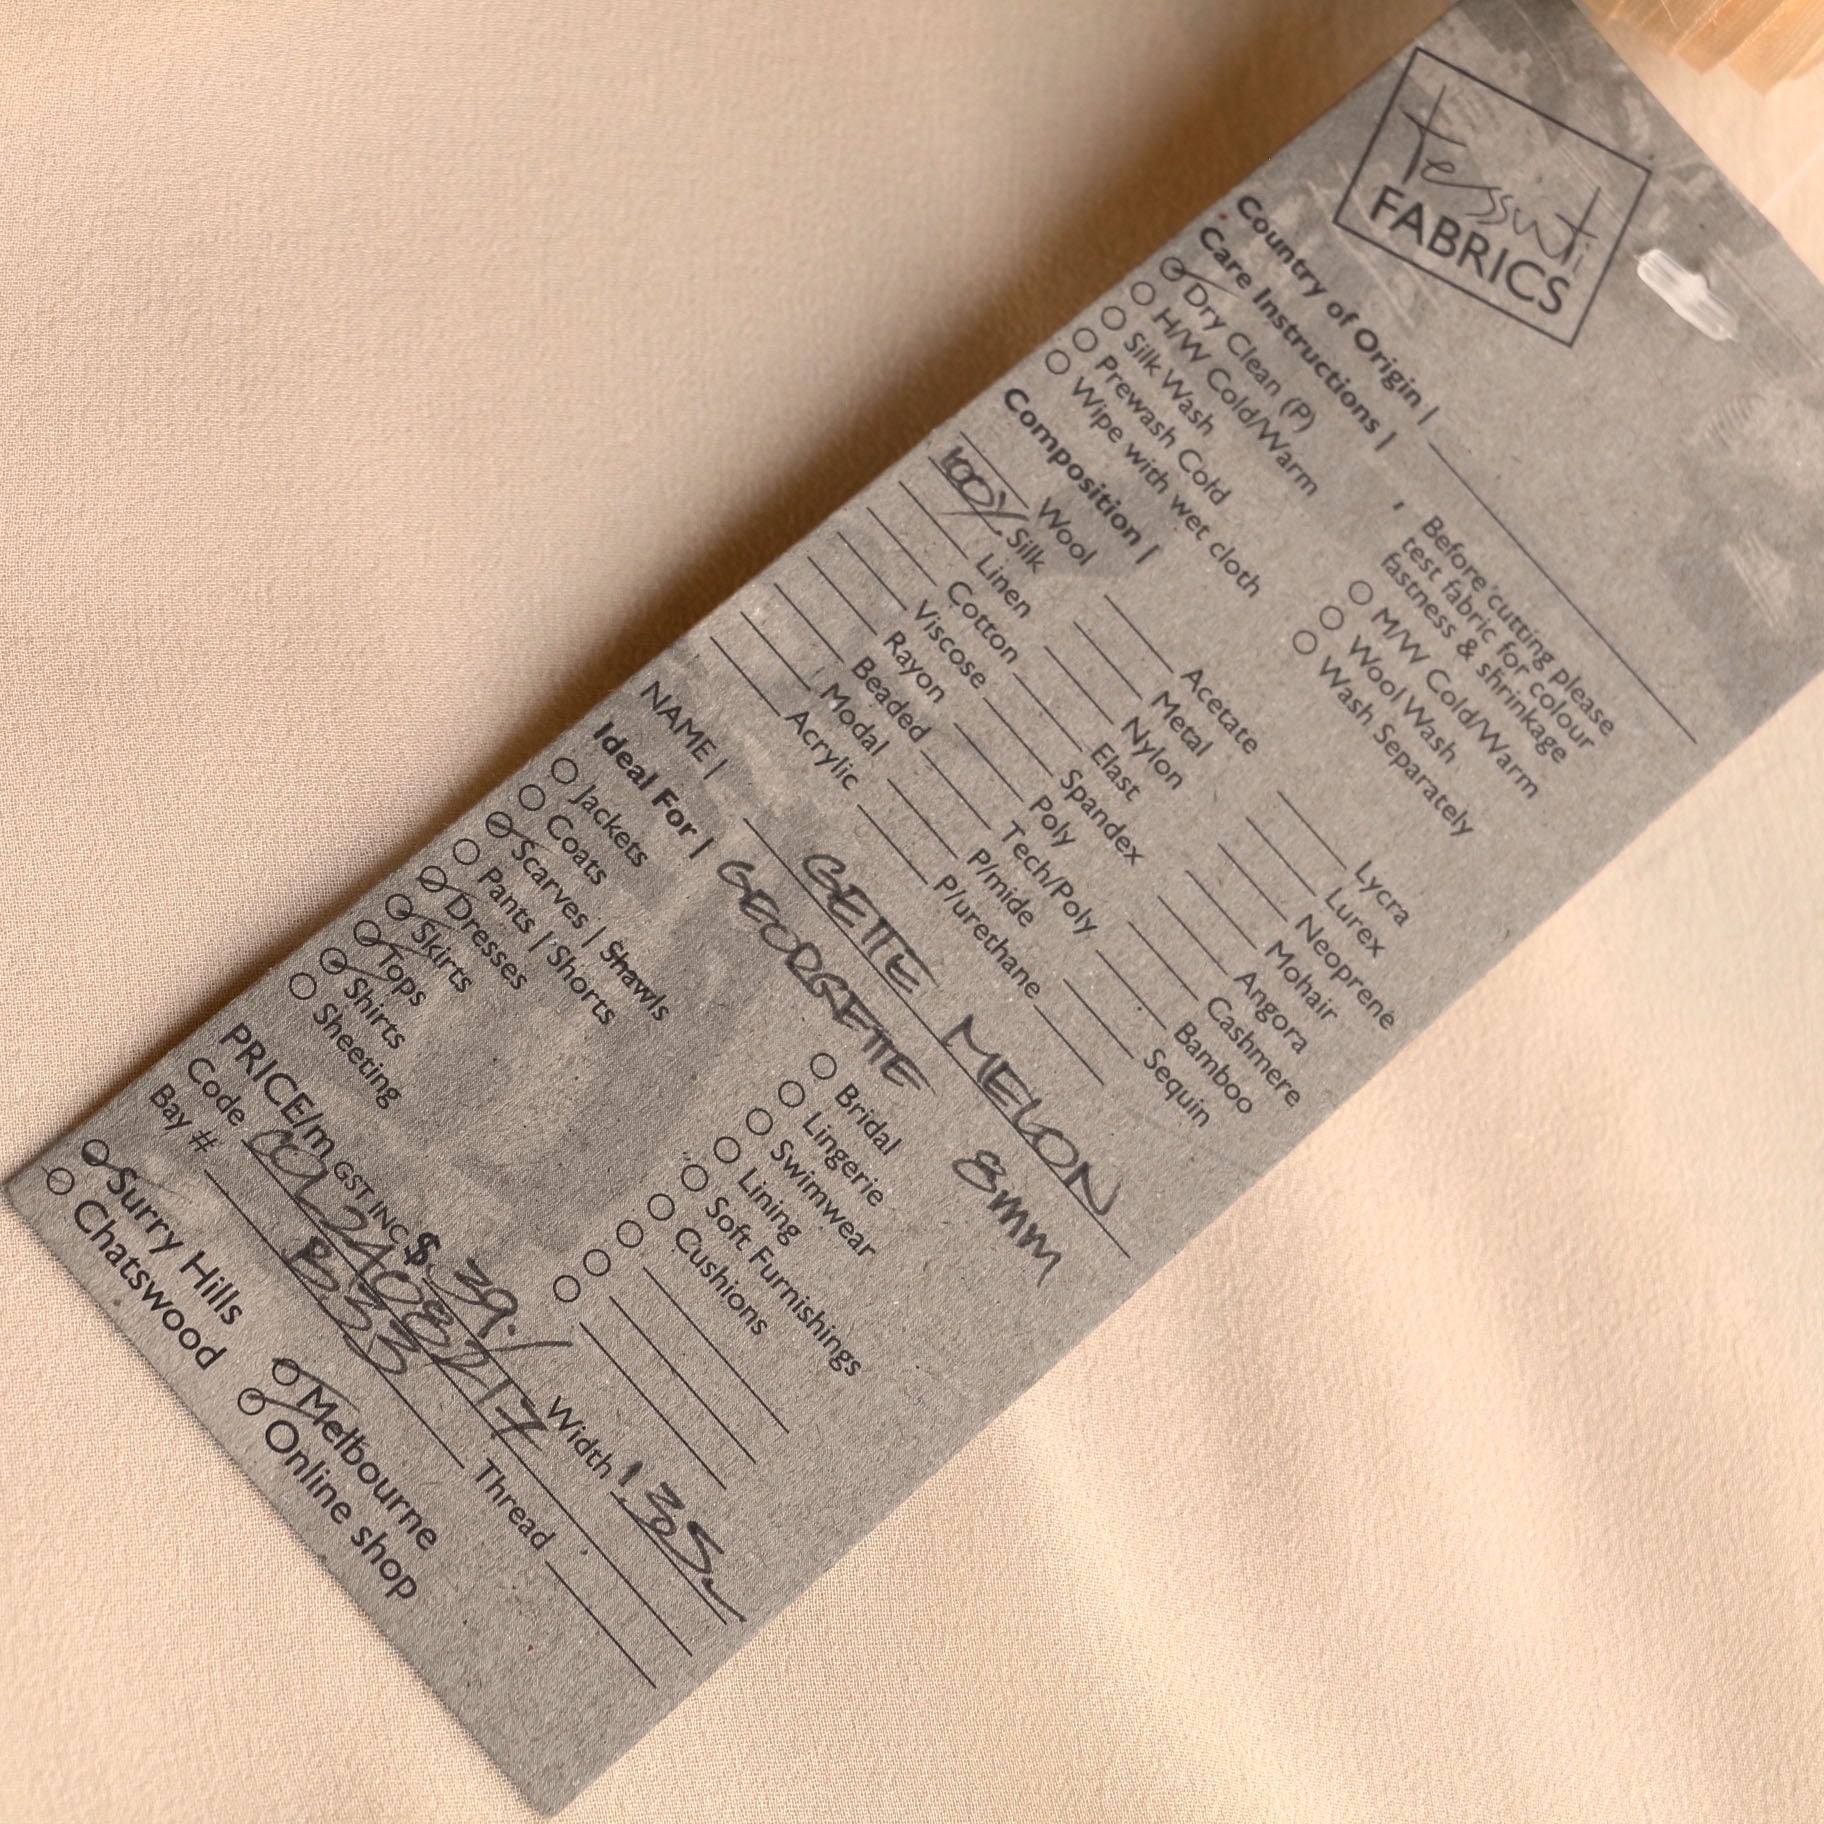 tessuti
FABRICS
Country of Origin |
Care Instructions |
Dry Clean (P)
H/W Cold/Warm
Silk Wash
Prewash Cold
Wipe with wet cloth
Before cutting please
test fabric for colour
fastness & shrinkage
M/W Cold/Warm
Wool Wash
Wash Separately
Composition |
Wool Acetate Lycra
100% Silk Metal Lurex
Linen Nylon Neoprene
Cotton Elast Mohair
Viscose Spandex Angora
Rayon Poly Cashmere
Beaded Tech/Poly Bamboo
Modal P/mide Sequin
Acrylic P/urethane
NAME | GETTE MELON
GEORGETTE 8mm
Ideal For |
Jackets Bridal
Coats Lingerie
Scarves | Shawls Swimwear
Pants | Shorts Lining
Dresses Soft Furnishings
Skirts Cushions
Tops
Shirts
Sheeting
PRICE/m GST INC $ 39./ Width 1.35
Code 2408217
Bay # B33 Thread
Surry Hills Melbourne
Chatswood Online shop